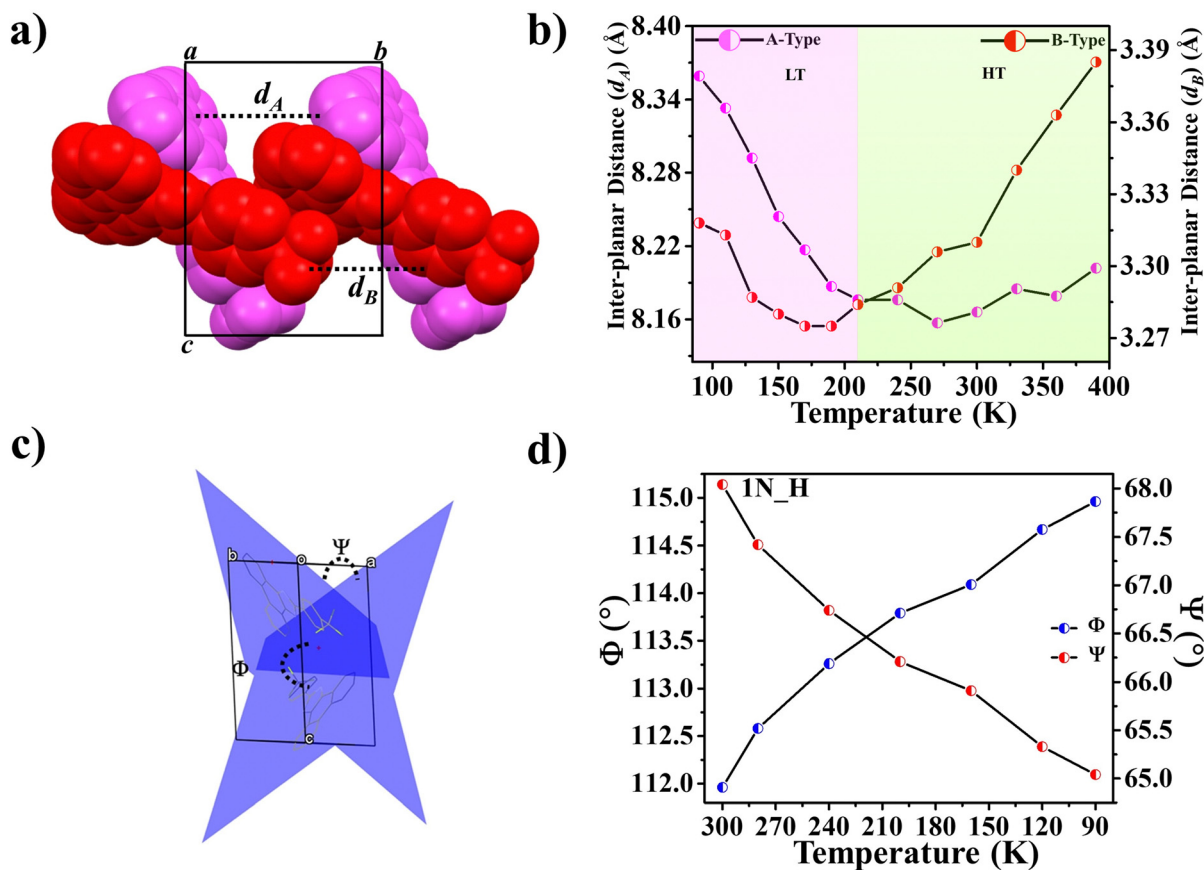 a)
a
b
d_A
d_B
c
b)
8.40
8.34
8.28
8.22
8.16
Inter-planar Distance (d_A) (Å)
A-Type
B-Type
LT
HT
3.39
3.36
3.33
3.30
3.27
Inter-planar Distance (d_B) (Å)
100 150 200 250 300 350 400
Temperature (K)
c)
b
o
a
Ψ
Φ
c
d)
1N_H
115.0
114.5
114.0
113.5
113.0
112.5
112.0
Φ (°)
68.0
67.5
67.0
66.5
66.0
65.5
65.0
Ψ (°)
Φ
Ψ
300 270 240 210 180 150 120 90
Temperature (K)